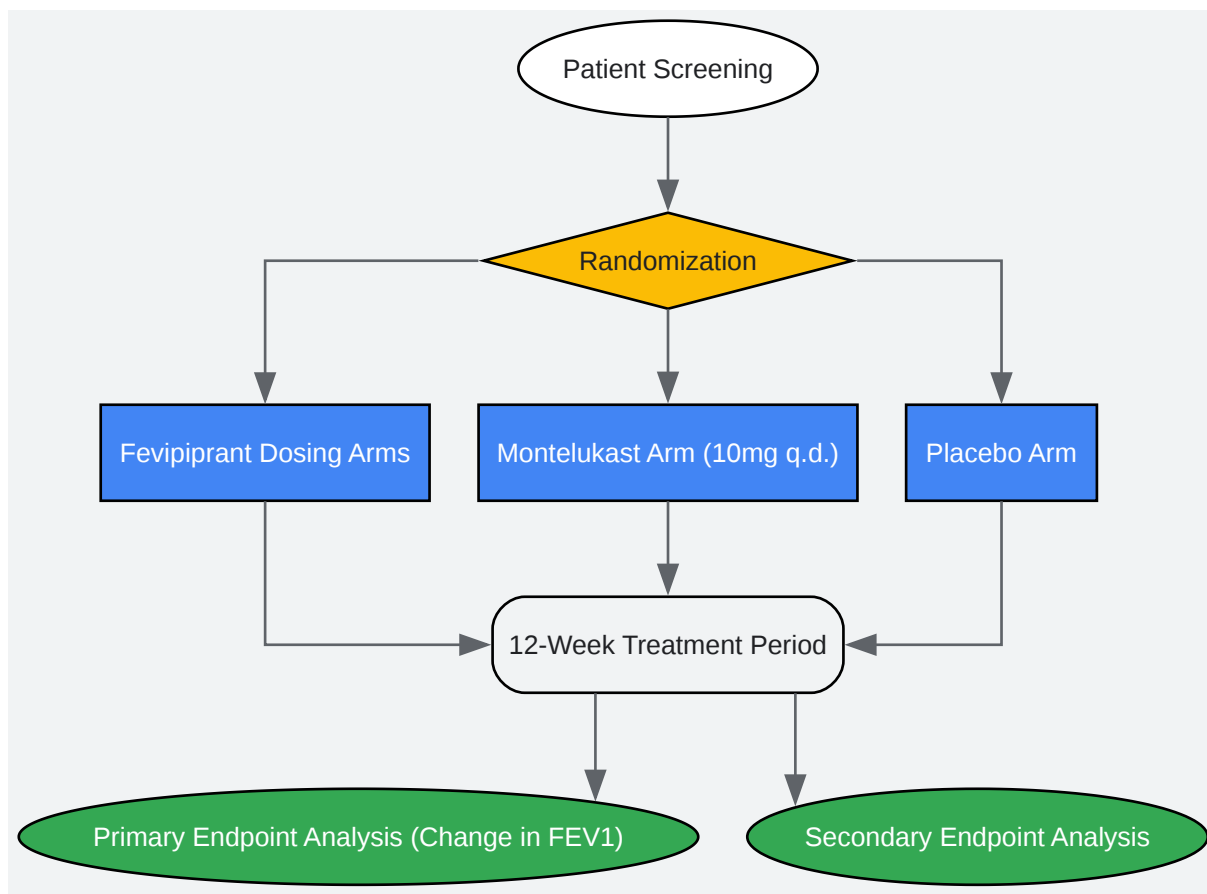 Patient Screening
Randomization
Fevipiprant Dosing Arms
Montelukast Arm (10mg q.d.)
Placebo Arm
12-Week Treatment Period
Primary Endpoint Analysis (Change in FEV1)
Secondary Endpoint Analysis